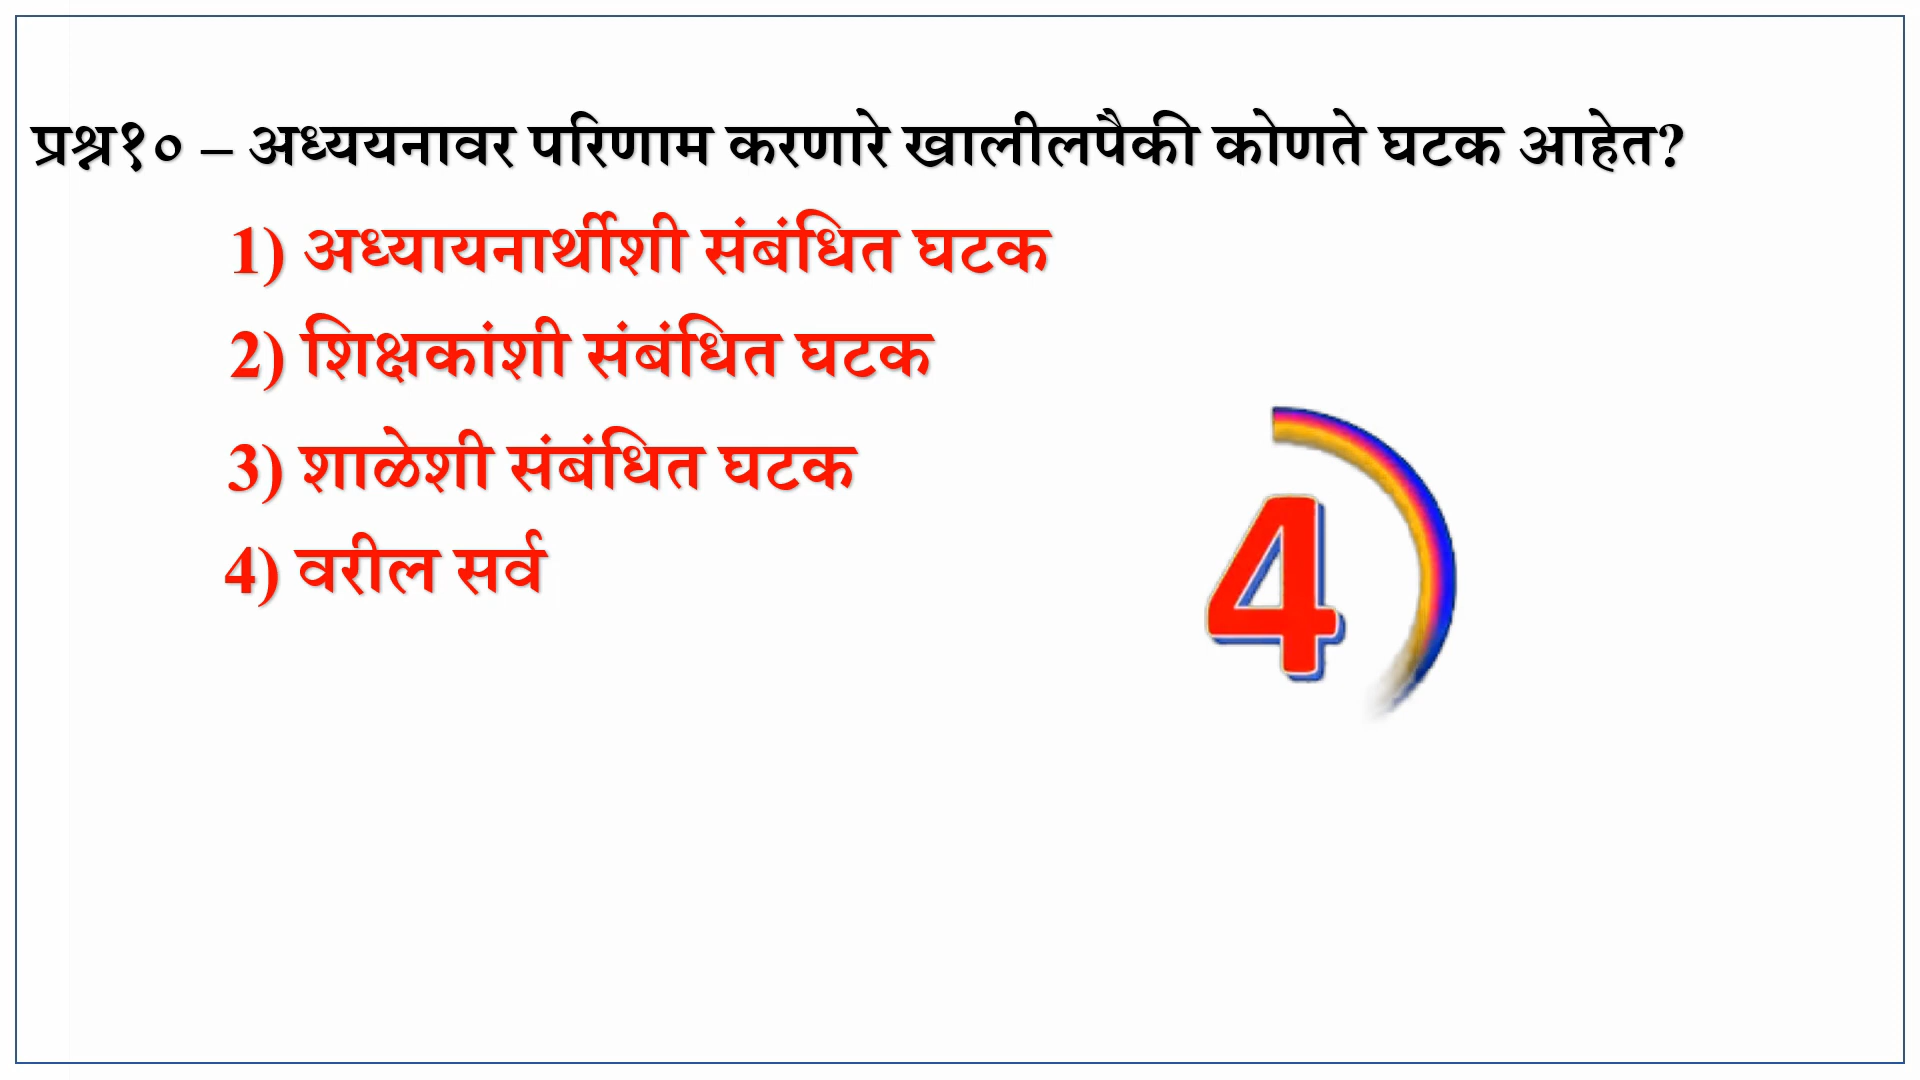 प्रश्न१० – अध्ययनावर परिणाम करणारे खालीलपैकी कोणते घटक आहेत?
1) अध्यायनार्थीशी संबंधित घटक
2) शिक्षकांशी संबंधित घटक
3) शाळेशी संबंधित घटक
4) वरील सर्व
4